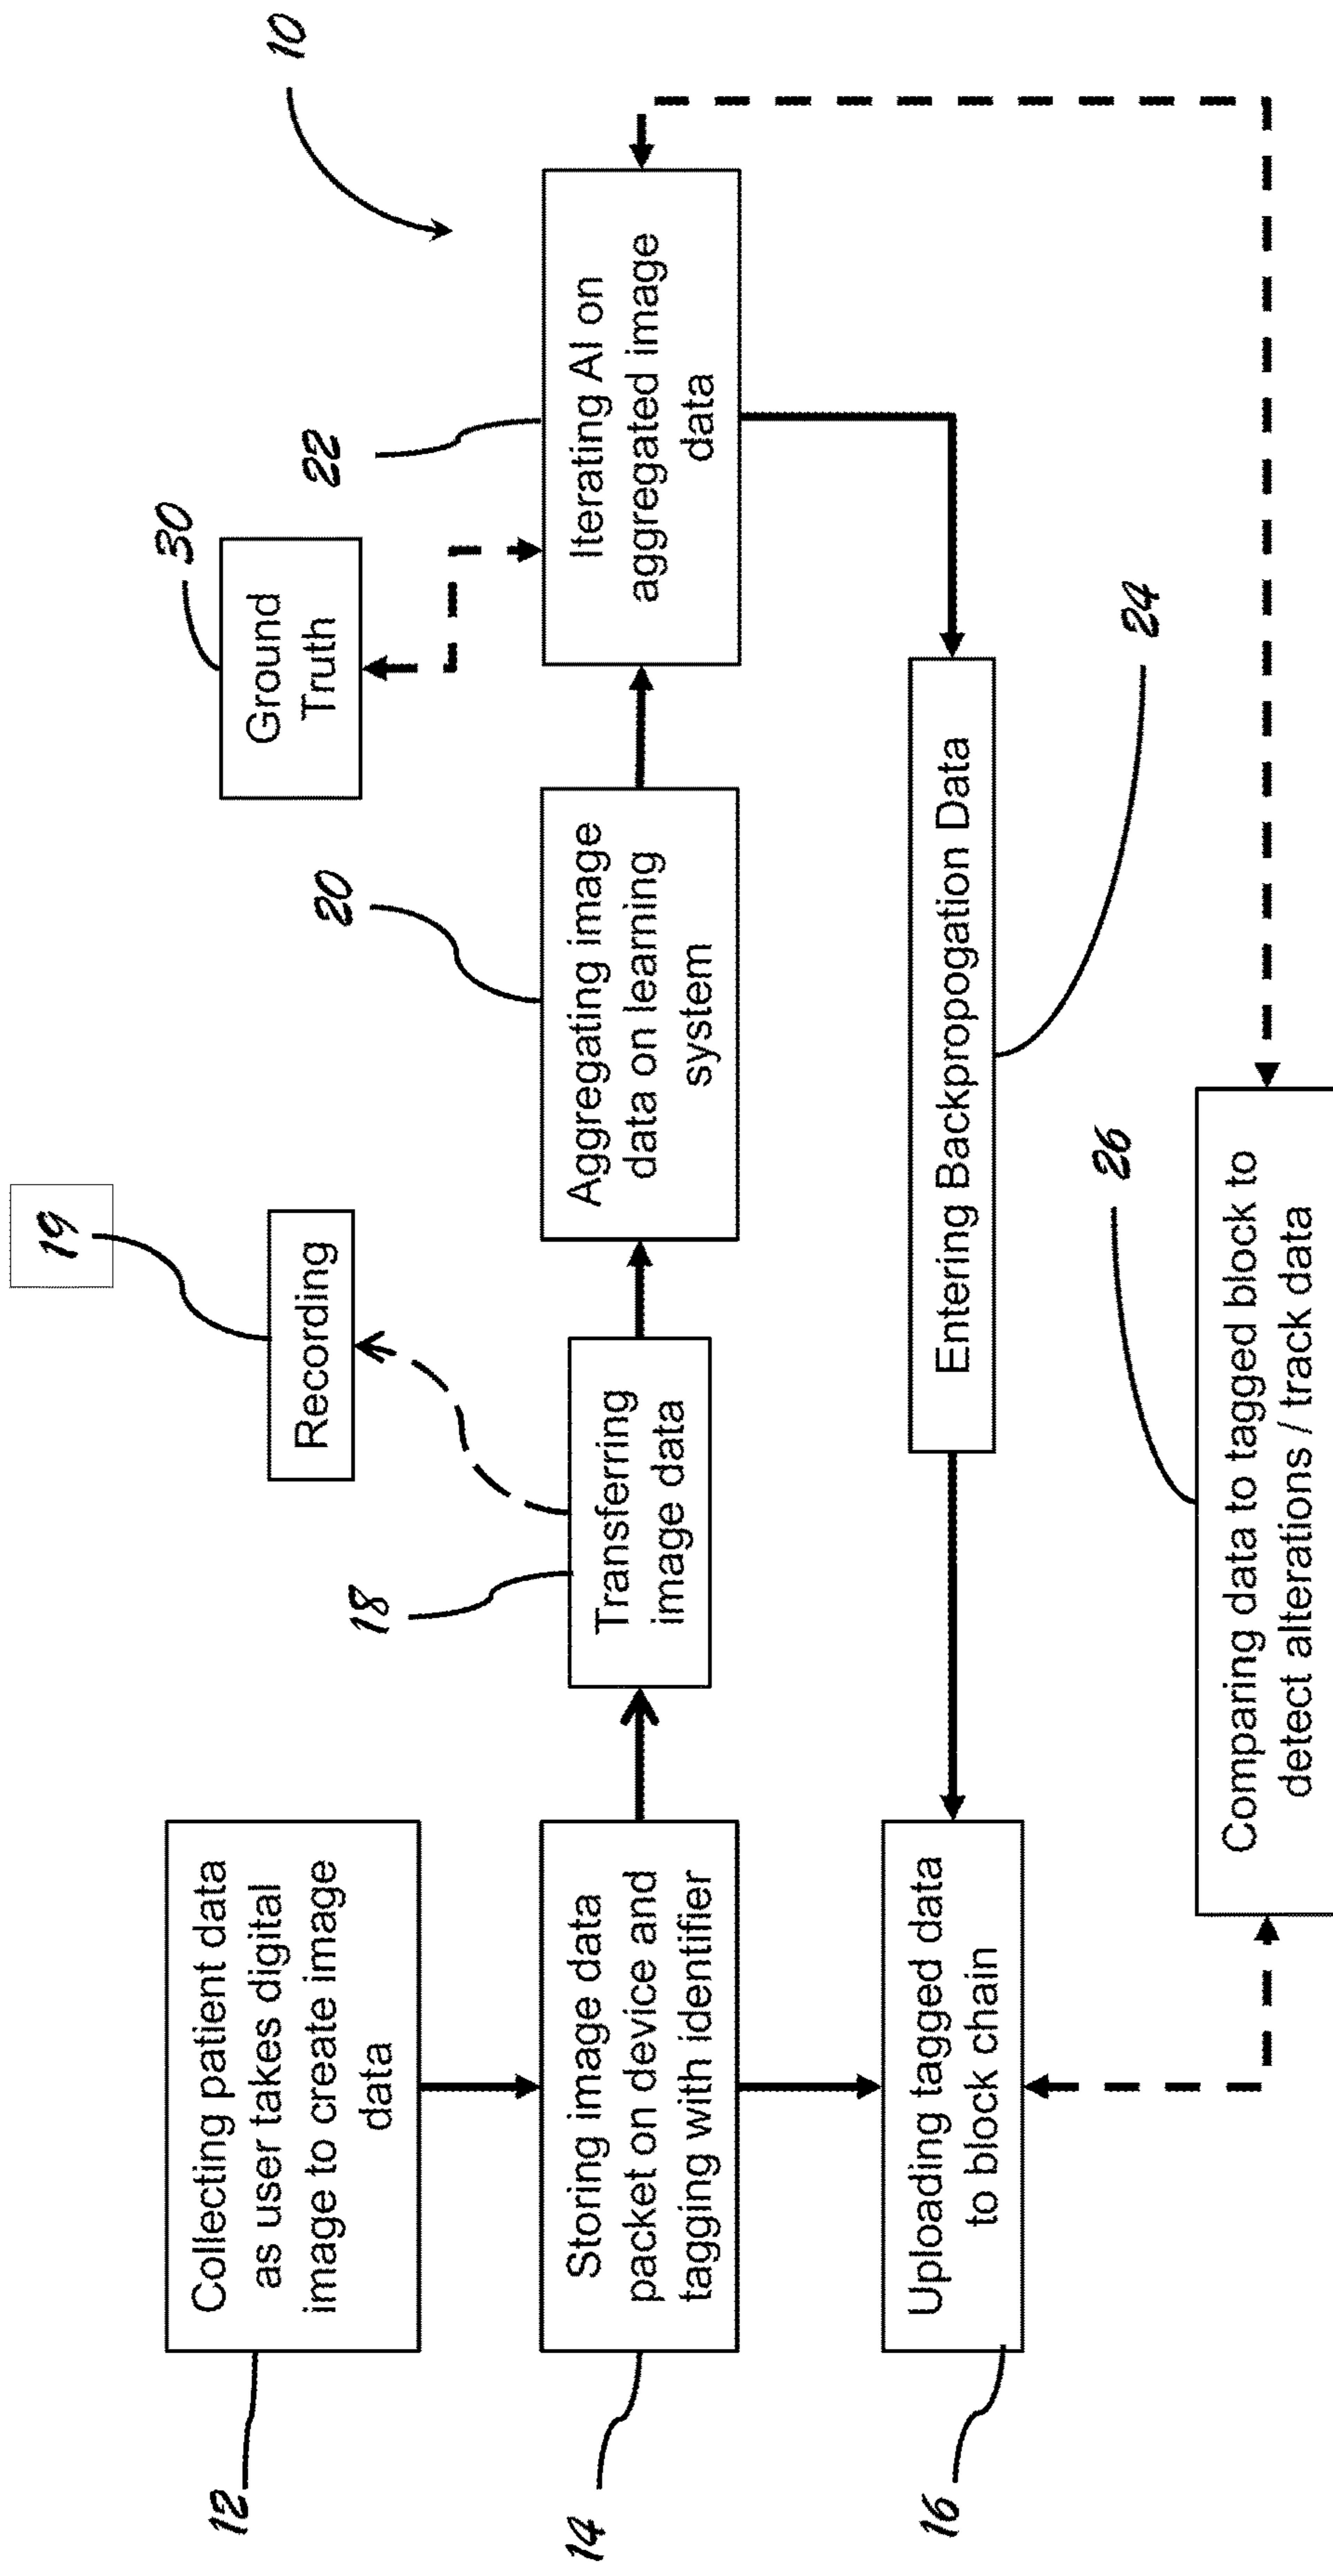 10
19
30
Recording
Ground
Truth
12
Collecting patient data
as user takes digital
image to create image
data
18
20
22
14
Storing image data
packet on device and
tagging with identifier
Transferring
image data
Aggregating image
data on learning
system
Iterating AI on
aggregated image
data
16
Uploading tagged data
to block chain
Entering Backpropogation Data
24
26
Comparing data to tagged block to
detect alterations / track data